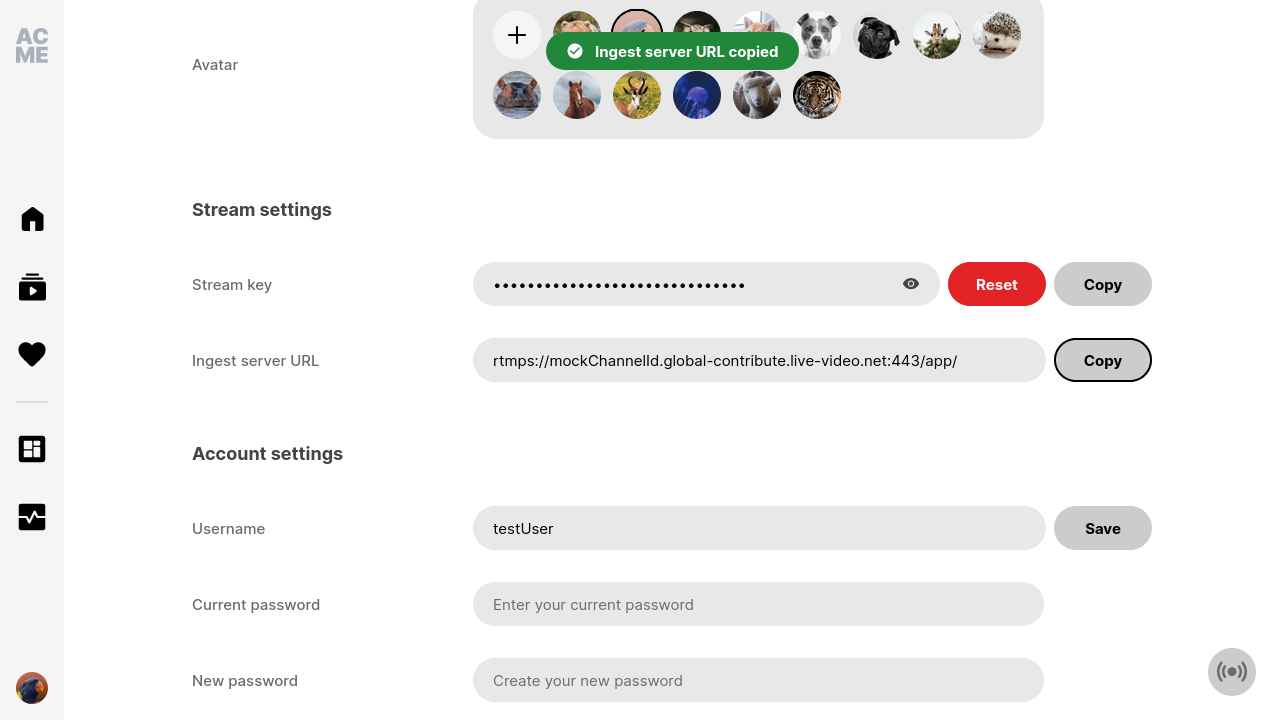 AC
ME
Ingest server URL copied
Avatar
Stream settings
Stream key
••••••••••••••••••••••••••••••
Reset
Copy
Ingest server URL
rtmps://mockChannelId.global-contribute.live-video.net:443/app/
Copy
Account settings
Username
testUser
Save
Current password
Enter your current password
New password
Create your new password